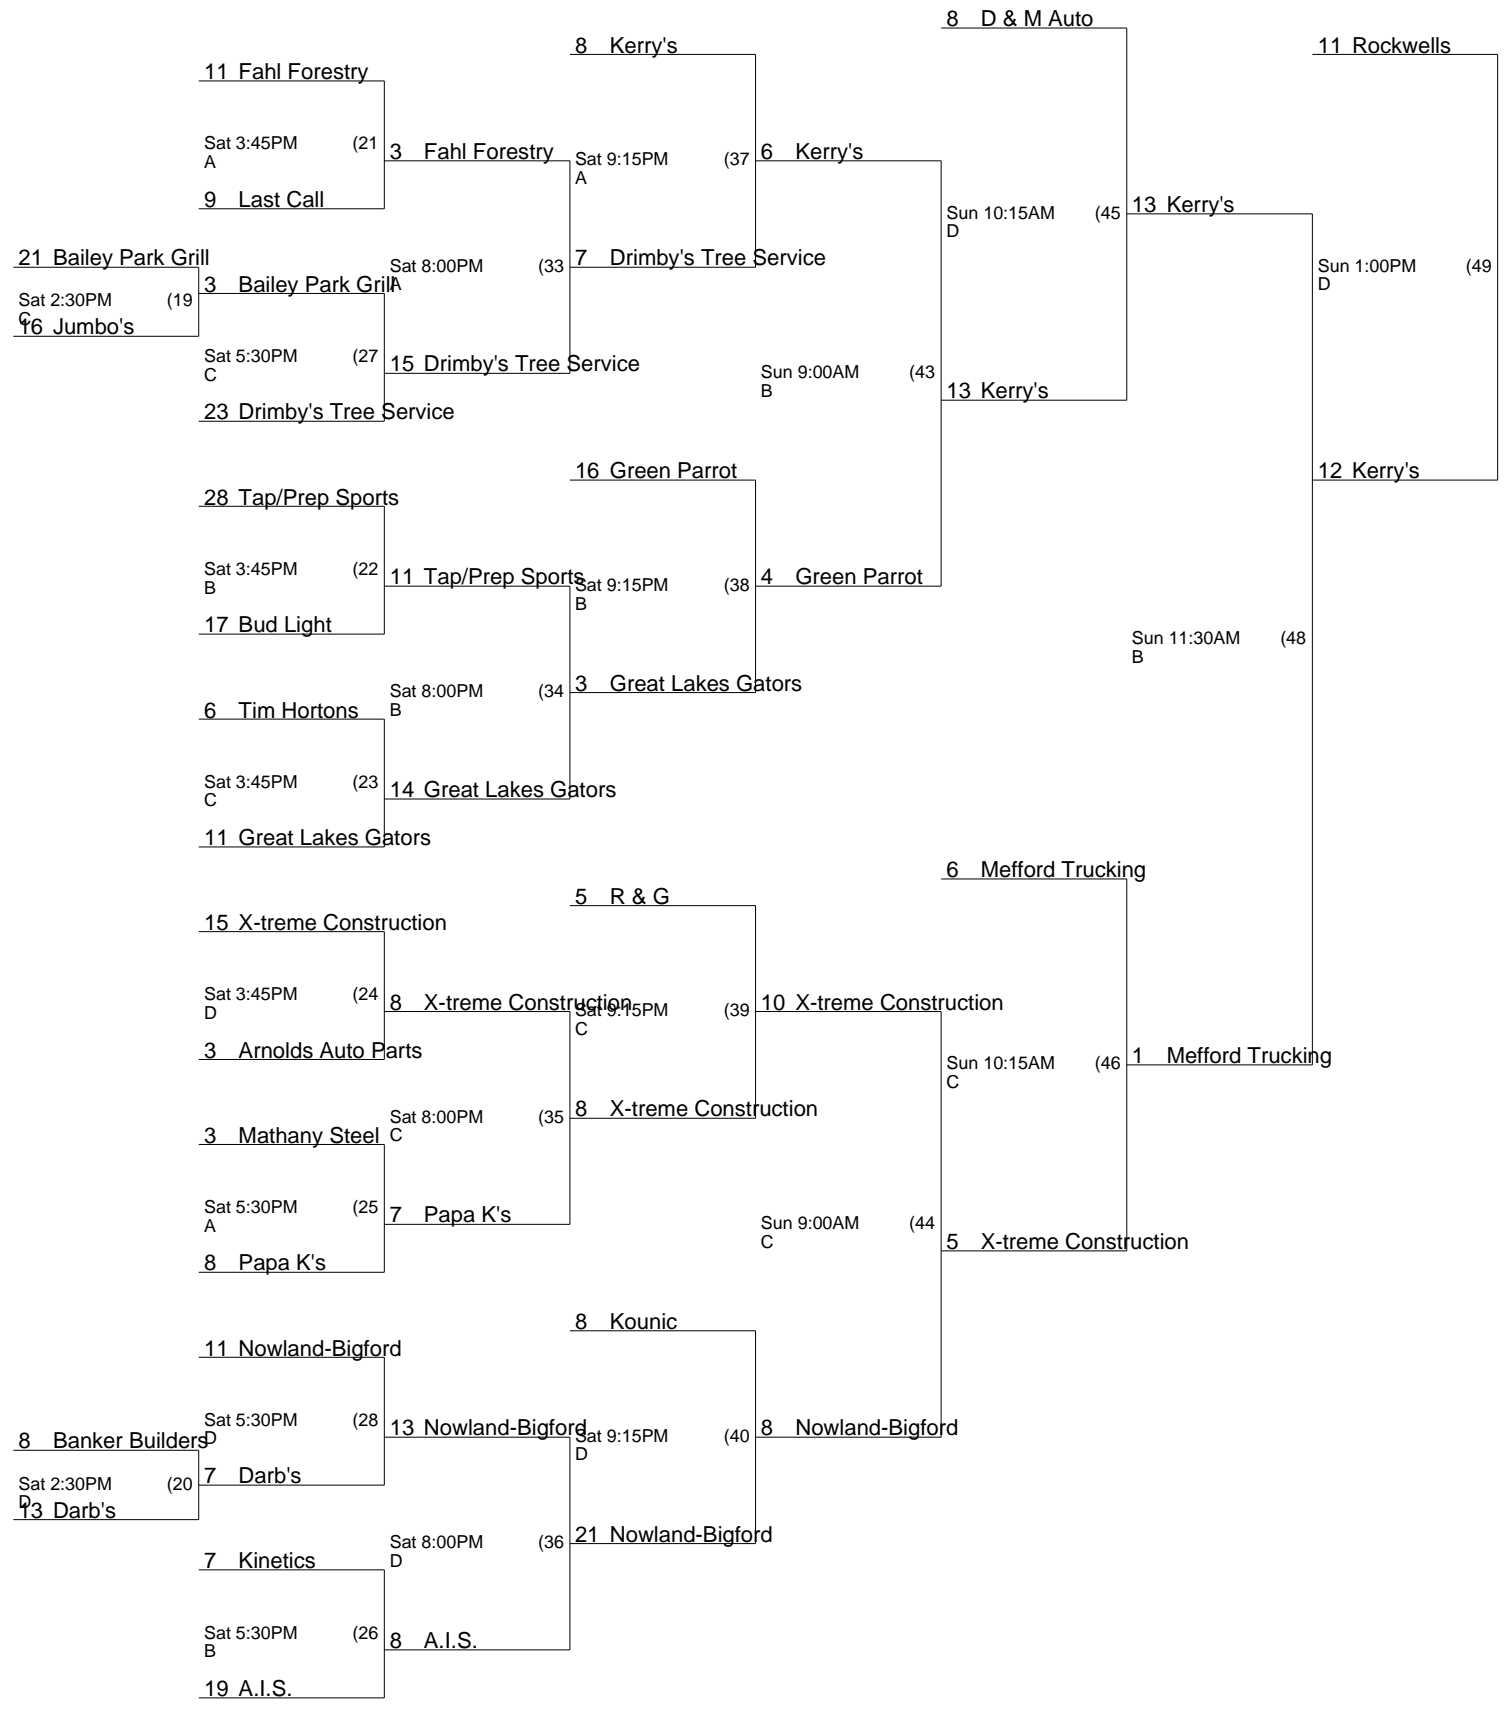 8 D & M Auto
8 Kerry's
11 Rockwells
11 Fahl Forestry
Sat 3:45PM (21
A
3 Fahl Forestry
Sat 9:15PM (37
A
6 Kerry's
9 Last Call
Sun 10:15AM (45
D
13 Kerry's
21 Bailey Park Grill
Sat 8:00PM (33
A
7 Drimby's Tree Service
Sun 1:00PM (49
D
3 Bailey Park Grill
Sat 2:30PM (19
C
16 Jumbo's
Sat 5:30PM (27
C
15 Drimby's Tree Service
Sun 9:00AM (43
B
13 Kerry's
23 Drimby's Tree Service
16 Green Parrot
12 Kerry's
28 Tap/Prep Sports
Sat 3:45PM (22
B
11 Tap/Prep Sports
Sat 9:15PM (38
B
4 Green Parrot
17 Bud Light
Sun 11:30AM (48
B
3 Great Lakes Gators
Sat 8:00PM (34
B
6 Tim Hortons
Sat 3:45PM (23
C
14 Great Lakes Gators
11 Great Lakes Gators
6 Mefford Trucking
5 R & G
15 X-treme Construction
Sat 3:45PM (24
D
8 X-treme Construction
Sat 9:15PM (39
C
10 X-treme Construction
3 Arnolds Auto Parts
Sun 10:15AM (46
C
1 Mefford Trucking
Sat 8:00PM (35
C
8 X-treme Construction
3 Mathany Steel
Sat 5:30PM (25
A
7 Papa K's
Sun 9:00AM (44
C
5 X-treme Construction
8 Papa K's
8 Kounic
11 Nowland-Bigford
Sat 5:30PM (28
D
13 Nowland-Bigford
Sat 9:15PM (40
D
8 Nowland-Bigford
8 Banker Builders
Sat 2:30PM (20
D
7 Darb's
13 Darb's
Sat 8:00PM (36
D
21 Nowland-Bigford
7 Kinetics
Sat 5:30PM (26
B
8 A.I.S.
19 A.I.S.